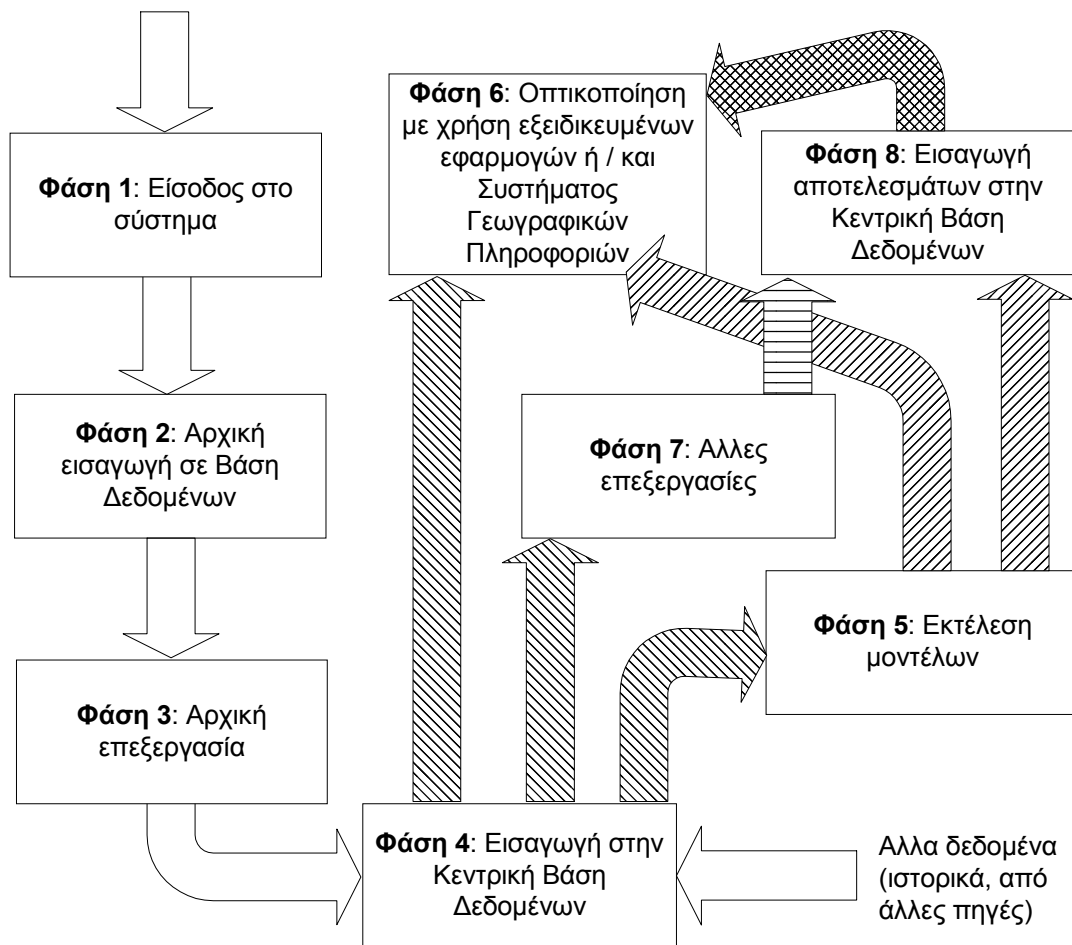 Φάση 1: Είσοδος στο
σύστημα
Φάση 2: Αρχική
εισαγωγή σε Βάση
Δεδομένων
Φάση 3: Αρχική
επεξεργασία
Φάση 4: Εισαγωγή στην
Κεντρική Βάση
Δεδομένων
Αλλα δεδομένα
(ιστορικά, από
άλλες πηγές)
Φάση 5: Εκτέλεση
μοντέλων
Φάση 6: Οπτικοποίηση
με χρήση εξειδικευμένων
εφαρμογών ή / και
Συστήματος
Γεωγραφικών
Πληροφοριών
Φάση 7: Αλλες
επεξεργασίες
Φάση 8: Εισαγωγή
αποτελεσμάτων στην
Κεντρική Βάση
Δεδομένων